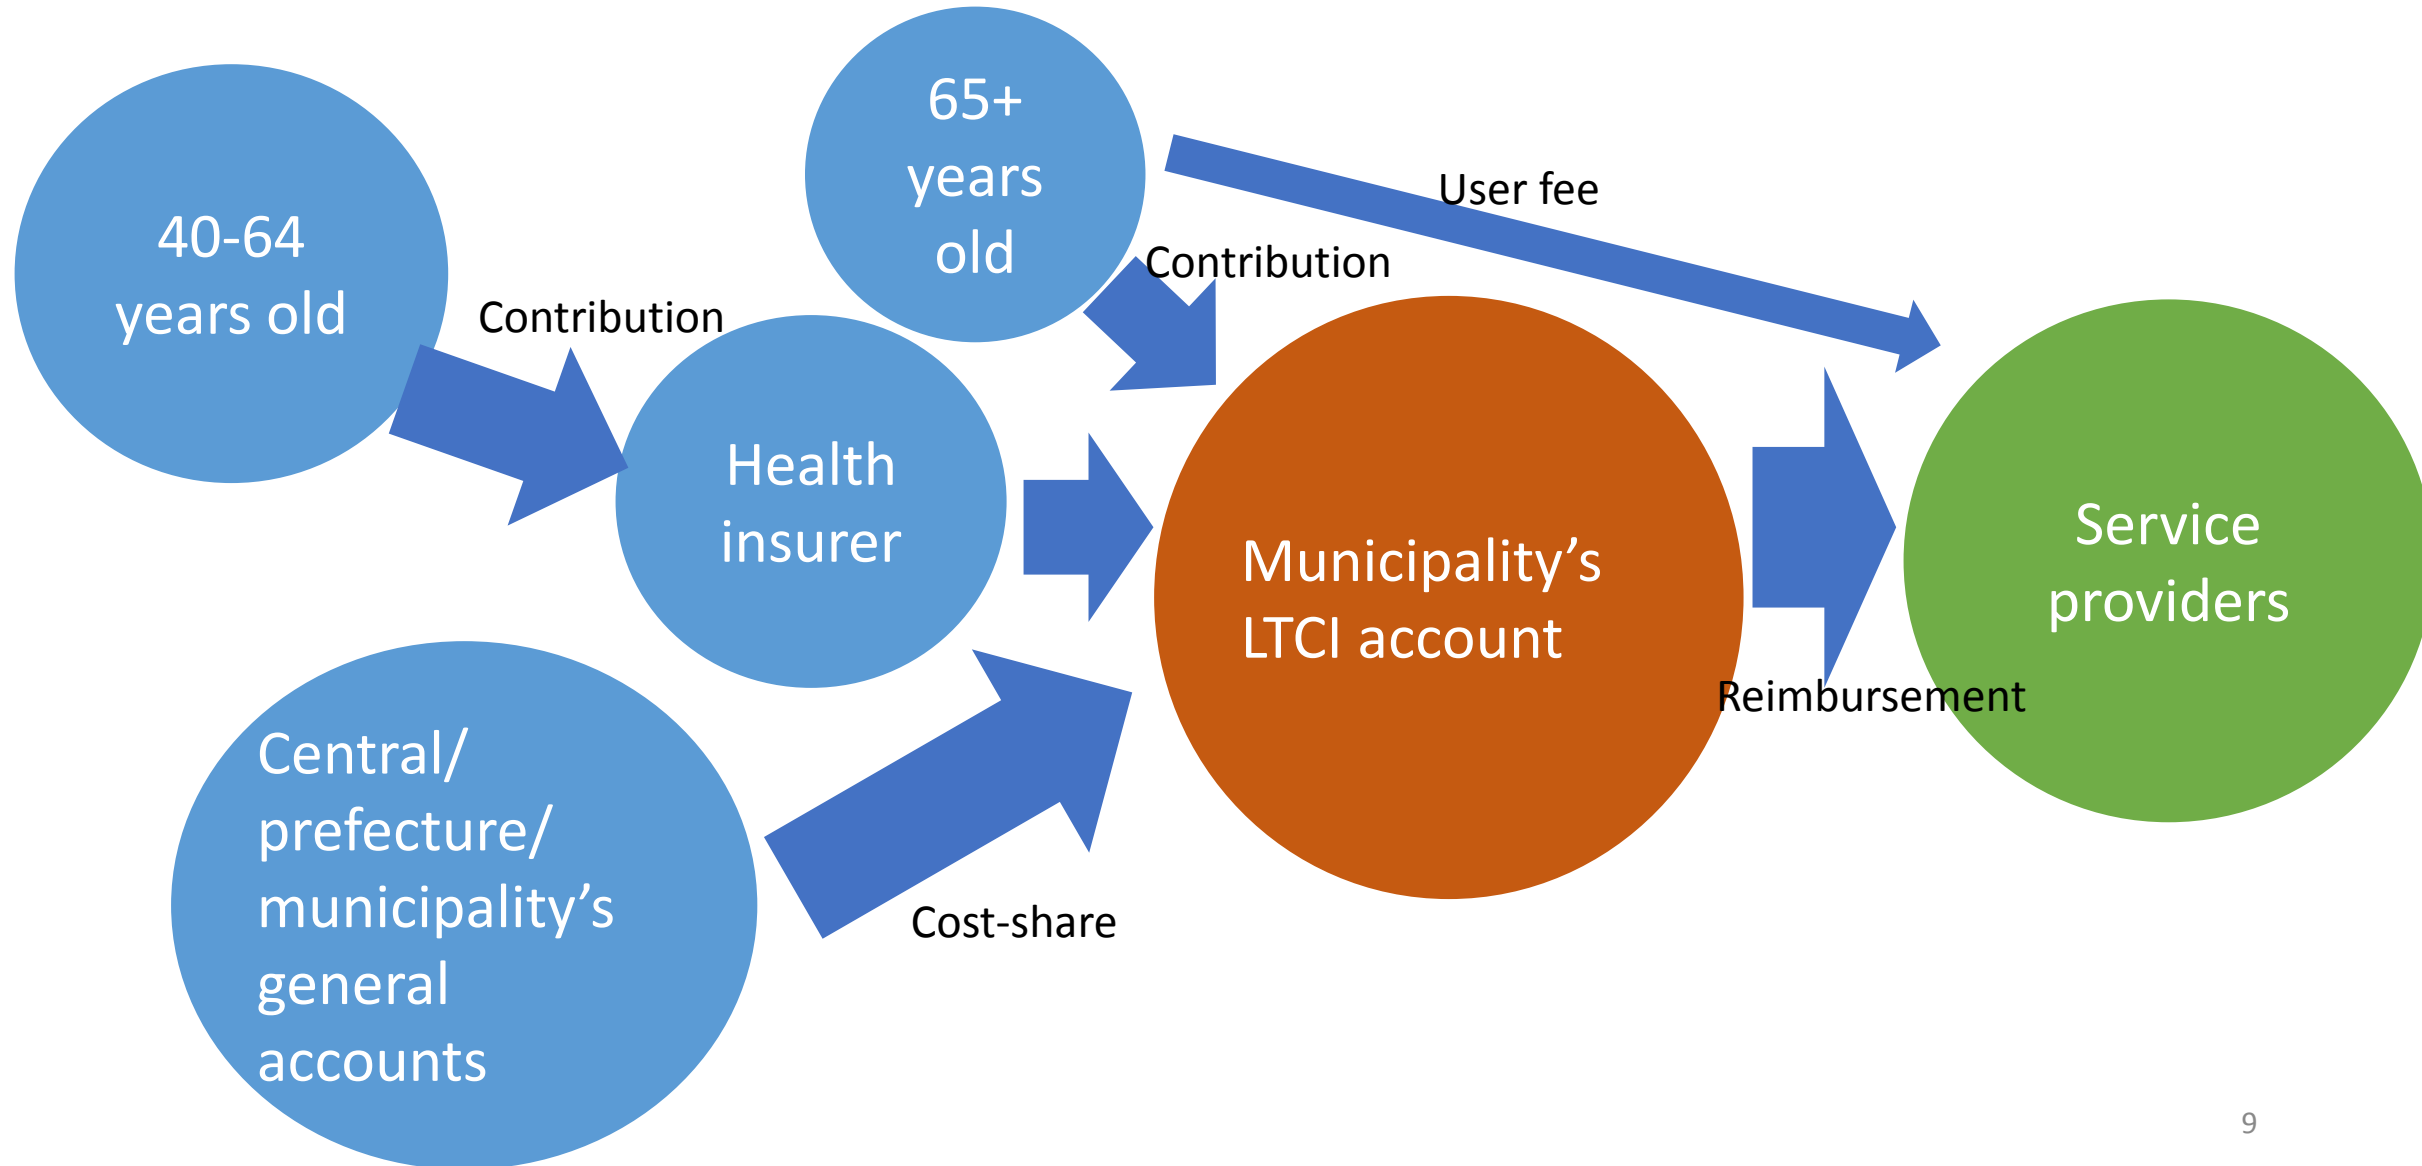 65+
years
old
40-64
years old
User fee
Contribution
Contribution
Health
insurer
Municipality’s
LTCI account
Service
providers
Reimbursement
Central/
prefecture/
municipality’s
general
accounts
Cost-share
9